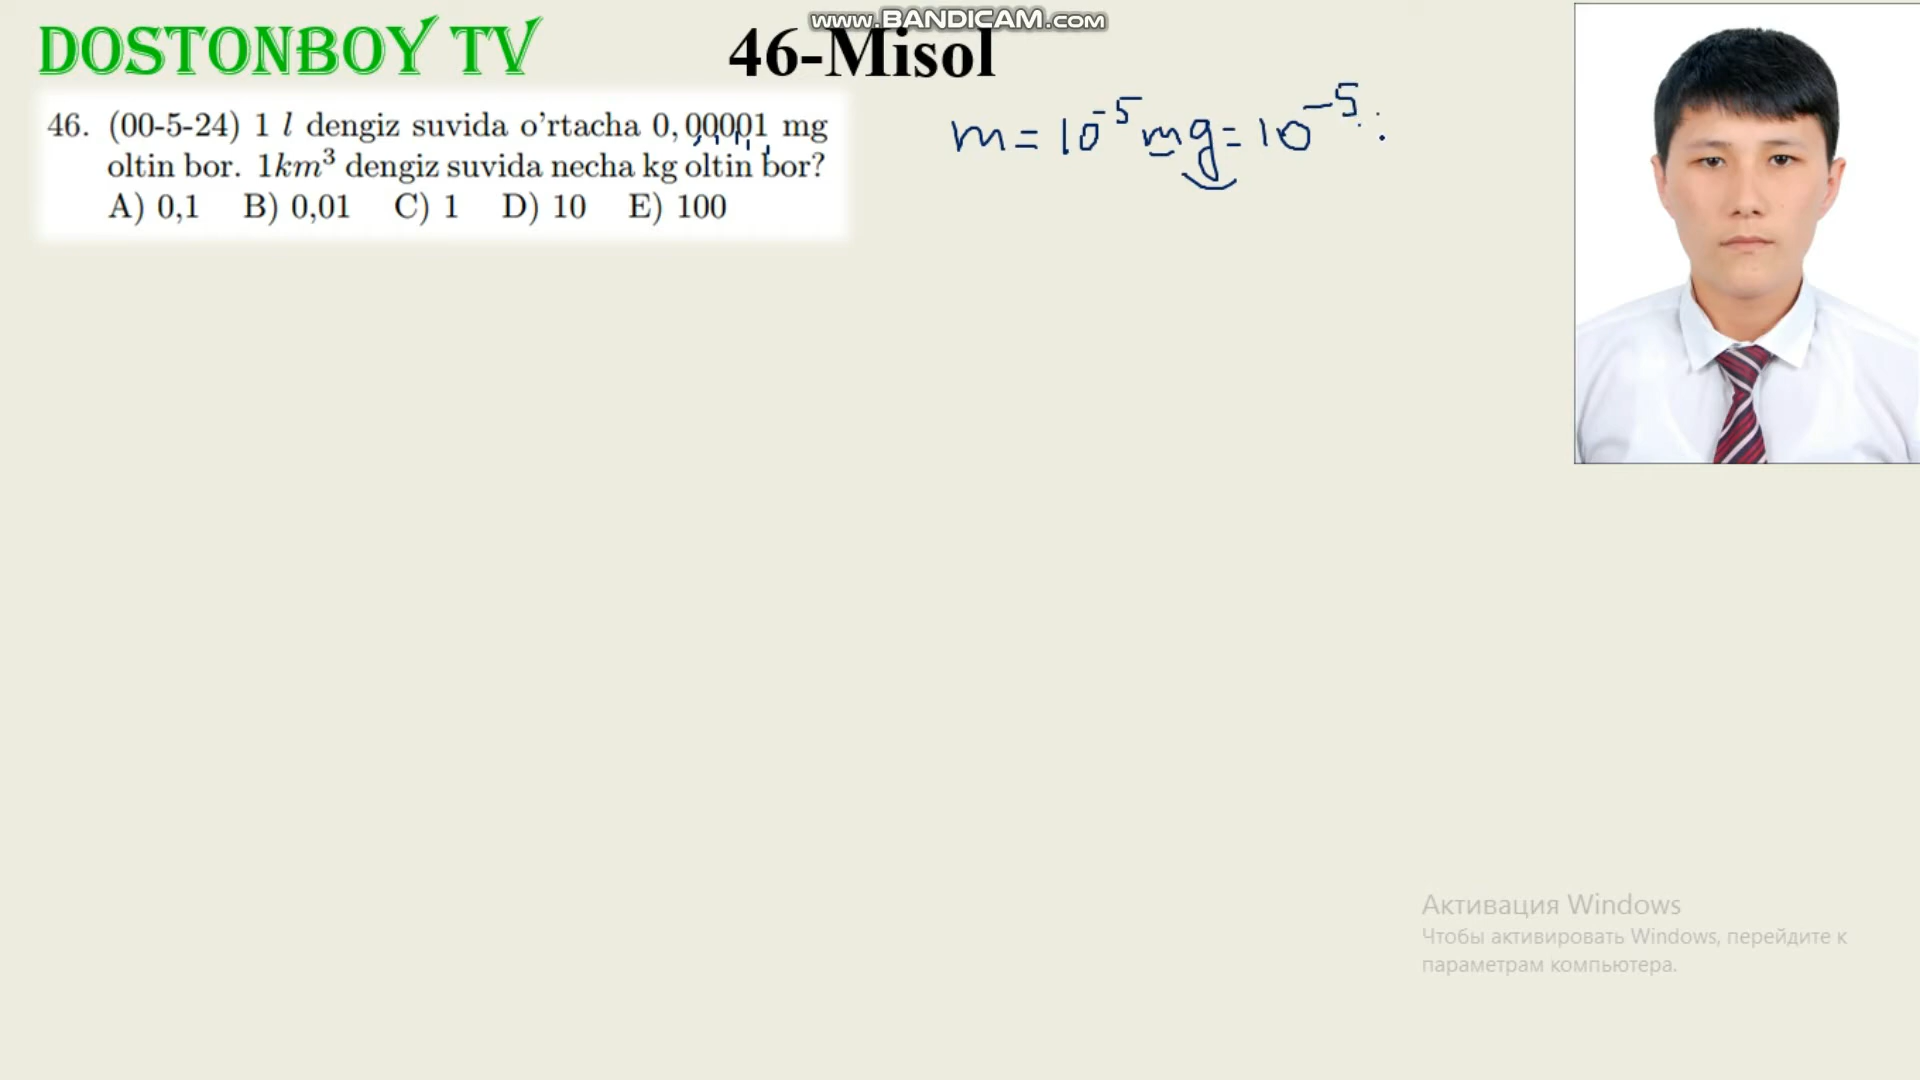 www.BANDICAM.com
DOSTONBOY TV
46-Misol
46. (00-5-24) 1 l dengiz suvida o'rtacha 0,00001 mg
oltin bor. 1km³ dengiz suvida necha kg oltin bor?
A) 0,1 B) 0,01 C) 1 D) 10 E) 100
m = 10⁻⁵ mg = 10⁻⁵ ·
Активация Windows
Чтобы активировать Windows, перейдите к
параметрам компьютера.